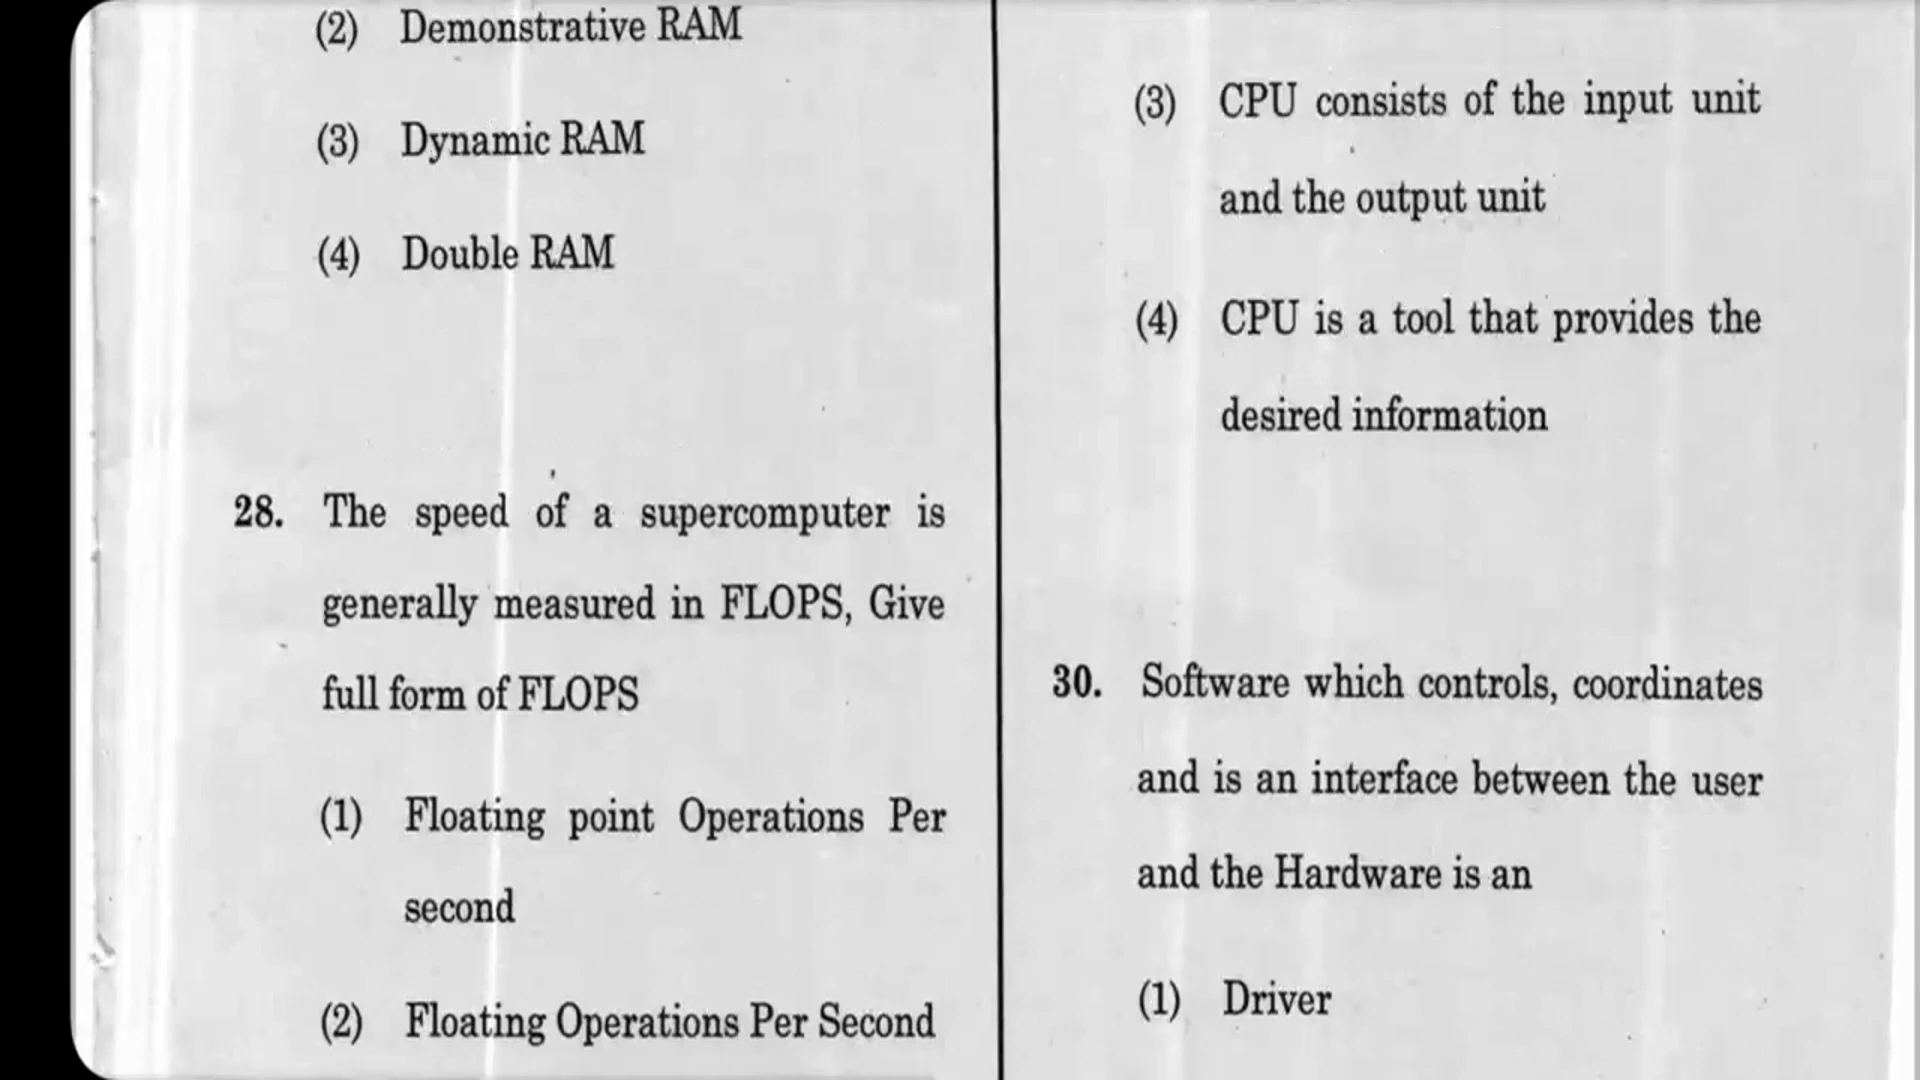 (2) Demonstrative RAM
(3) Dynamic RAM
(4) Double RAM
28. The speed of a supercomputer is
generally measured in FLOPS, Give
full form of FLOPS
(1) Floating point Operations Per
second
(2) Floating Operations Per Second
(3) CPU consists of the input unit
and the output unit
(4) CPU is a tool that provides the
desired information
30. Software which controls, coordinates
and is an interface between the user
and the Hardware is an
(1) Driver